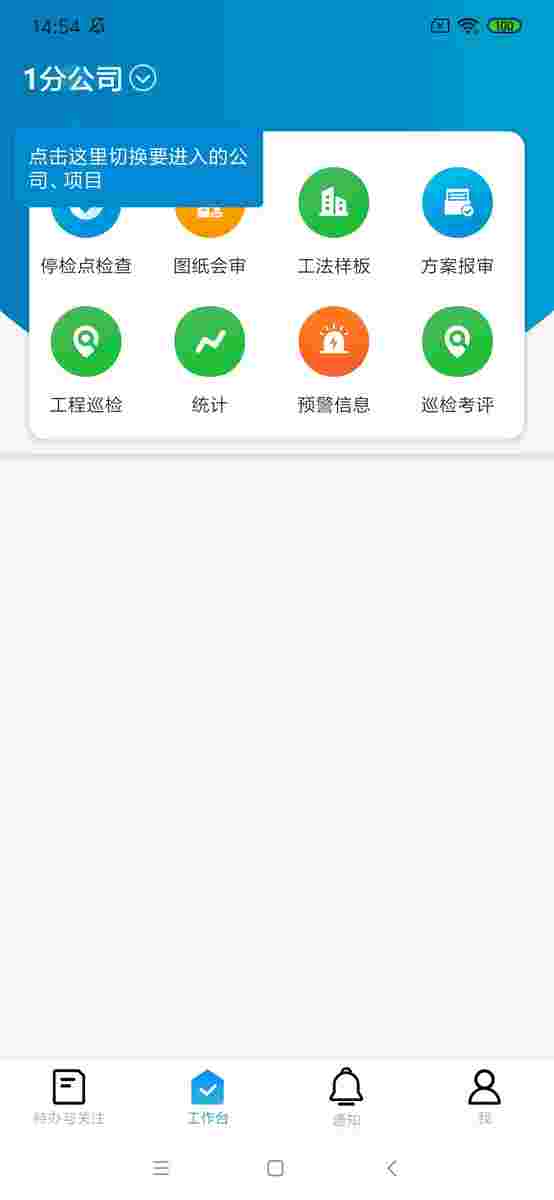 14:54
100
1分公司
点击这里切换要进入的公
司、项目
停检点检查
图纸会审
工法样板
方案报审
工程巡检
统计
预警信息
巡检考评
待办与关注
工作台
通知
我